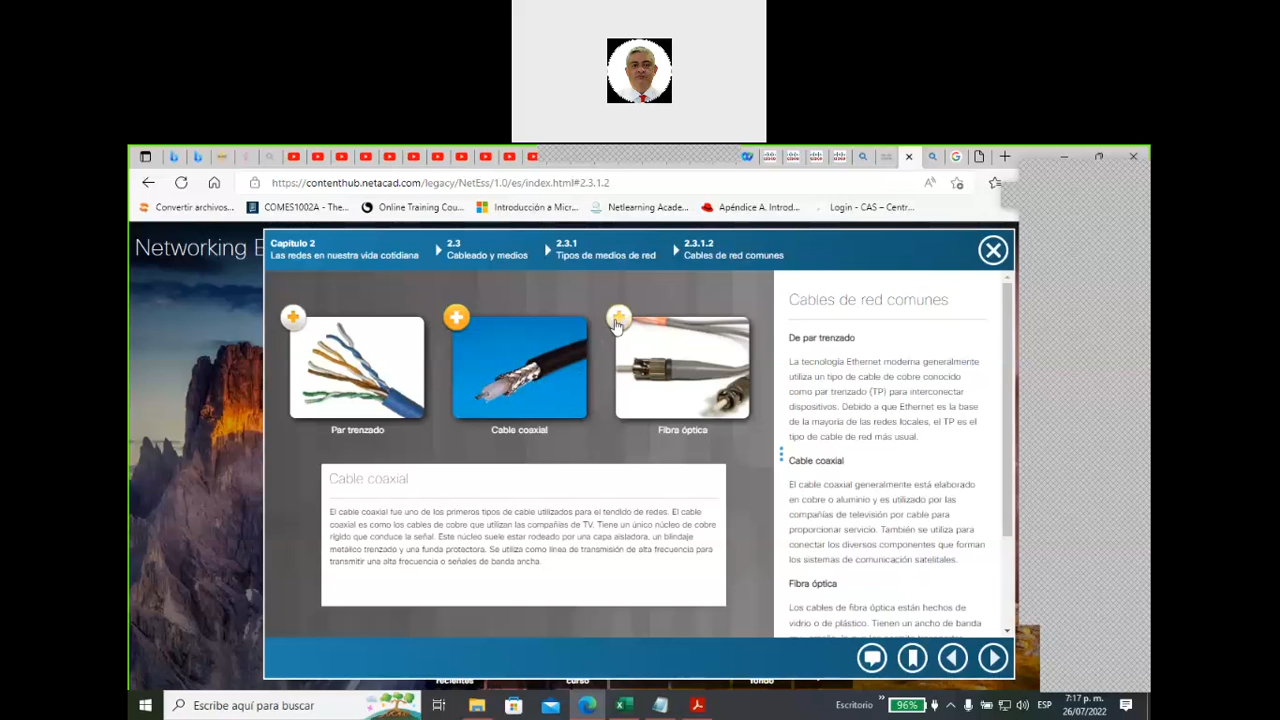 https://contenthub.netacad.com/legacy/NetEss/1.0/es/index.html#2.3.1.2
Convertir archivos...
COMES1002A - The...
Online Training Cou...
Introducción a Micr...
Netlearning Acade...
Apéndice A. Introd...
Login - CAS – Centr...
Networking E
Capítulo 2
Las redes en nuestra vida cotidiana
2.3
Cableado y medios
2.3.1
Tipos de medios de red
2.3.1.2
Cables de red comunes
Par trenzado
Cable coaxial
Fibra óptica
Cable coaxial
El cable coaxial fue uno de los primeros tipos de cable utilizados para el tendido de redes. El cable
coaxial es como los cables de cobre que utilizan las compañías de TV. Tiene un único núcleo de cobre
rígido que conduce la señal. Este núcleo suele estar rodeado por una capa aisladora, un blindaje
metálico trenzado y una funda protectora. Se utiliza como línea de transmisión de alta frecuencia para
transmitir una alta frecuencia o señales de banda ancha.
Cables de red comunes
De par trenzado
La tecnología Ethernet moderna generalmente
utiliza un tipo de cable de cobre conocido
como par trenzado (TP) para interconectar
dispositivos. Debido a que Ethernet es la base
de la mayoría de las redes locales, el TP es el
tipo de cable de red más usual.
Cable coaxial
El cable coaxial generalmente está elaborado
en cobre o aluminio y es utilizado por las
compañías de televisión por cable para
proporcionar servicio. También se utiliza para
conectar los diversos componentes que forman
los sistemas de comunicación satelitales.
Fibra óptica
Los cables de fibra óptica están hechos de
vidrio o de plástico. Tienen un ancho de banda
recientes
curso
fondo
Escribe aquí para buscar
Escritorio
96%
ESP
7:17 p. m.
26/07/2022